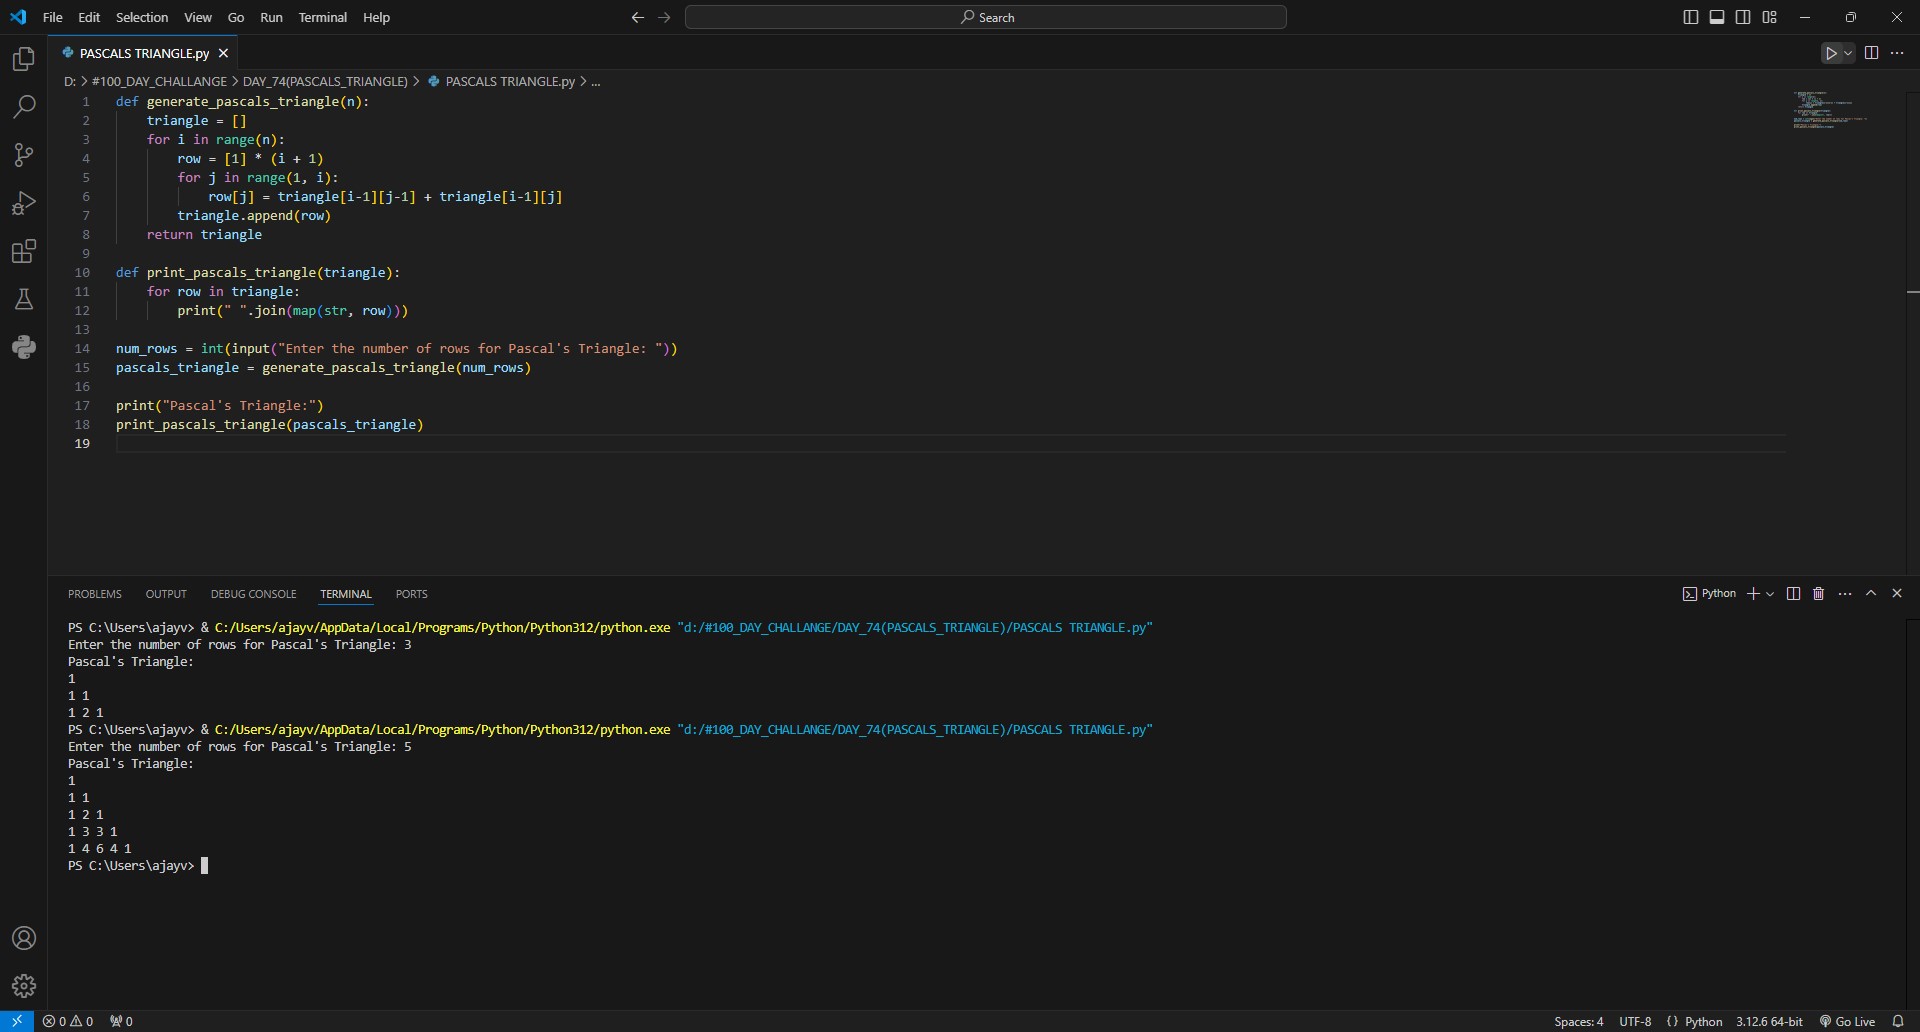 File Edit Selection View Go Run Terminal Help
Search
PASCALS TRIANGLE.py
D: > #100_DAY_CHALLANGE > DAY_74(PASCALS_TRIANGLE) > PASCALS TRIANGLE.py > ...
1 def generate_pascals_triangle(n):
2     triangle = []
3     for i in range(n):
4         row = [1] * (i + 1)
5         for j in range(1, i):
6             row[j] = triangle[i-1][j-1] + triangle[i-1][j]
7         triangle.append(row)
8     return triangle
9
10 def print_pascals_triangle(triangle):
11     for row in triangle:
12         print(" ".join(map(str, row)))
13
14 num_rows = int(input("Enter the number of rows for Pascal's Triangle: "))
15 pascals_triangle = generate_pascals_triangle(num_rows)
16
17 print("Pascal's Triangle:")
18 print_pascals_triangle(pascals_triangle)
19
PROBLEMS OUTPUT DEBUG CONSOLE TERMINAL PORTS
Python
PS C:\Users\ajayv> & C:/Users/ajayv/AppData/Local/Programs/Python/Python312/python.exe "d:/#100_DAY_CHALLANGE/DAY_74(PASCALS_TRIANGLE)/PASCALS TRIANGLE.py"
Enter the number of rows for Pascal's Triangle: 3
Pascal's Triangle:
1
1 1
1 2 1
PS C:\Users\ajayv> & C:/Users/ajayv/AppData/Local/Programs/Python/Python312/python.exe "d:/#100_DAY_CHALLANGE/DAY_74(PASCALS_TRIANGLE)/PASCALS TRIANGLE.py"
Enter the number of rows for Pascal's Triangle: 5
Pascal's Triangle:
1
1 1
1 2 1
1 3 3 1
1 4 6 4 1
PS C:\Users\ajayv>
0 0 0
Spaces: 4 UTF-8 {} Python 3.12.6 64-bit Go Live